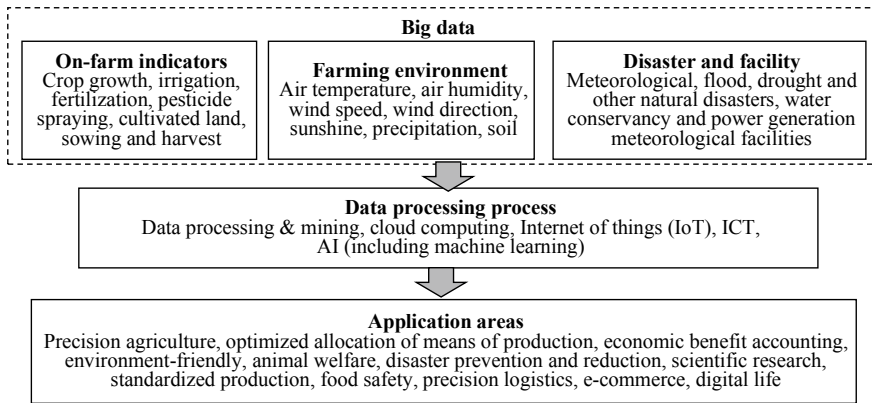 Big data
On-farm indicators
Crop growth, irrigation,
fertilization, pesticide
spraying, cultivated land,
sowing and harvest
Farming environment
Air temperature, air humidity,
wind speed, wind direction,
sunshine, precipitation, soil
Disaster and facility
Meteorological, flood, drought and
other natural disasters, water
conservancy and power generation
meteorological facilities
Data processing process
Data processing & mining, cloud computing, Internet of things (IoT), ICT,
AI (including machine learning)
Application areas
Precision agriculture, optimized allocation of means of production, economic benefit accounting,
environment-friendly, animal welfare, disaster prevention and reduction, scientific research,
standardized production, food safety, precision logistics, e-commerce, digital life